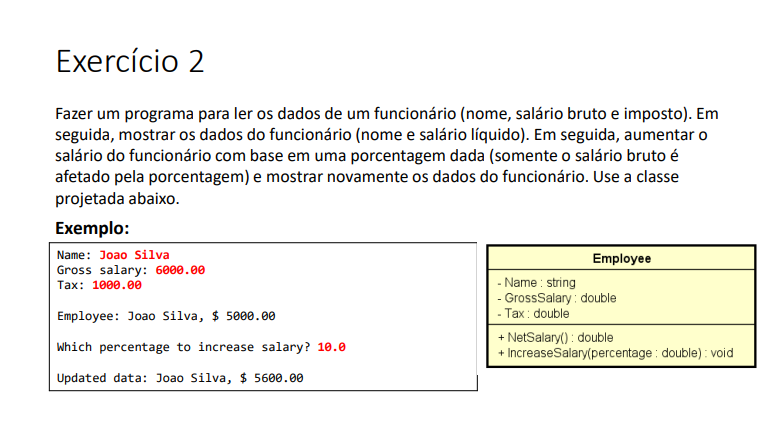 Exercício 2
Fazer um programa para ler os dados de um funcionário (nome, salário bruto e imposto). Em
seguida, mostrar os dados do funcionário (nome e salário líquido). Em seguida, aumentar o
salário do funcionário com base em uma porcentagem dada (somente o salário bruto é
afetado pela porcentagem) e mostrar novamente os dados do funcionário. Use a classe
projetada abaixo.
Exemplo:
Name: Joao Silva
Gross salary: 6000.00
Tax: 1000.00
Employee: Joao Silva, $ 5000.00
Which percentage to increase salary? 10.0
Updated data: Joao Silva, $ 5600.00
Employee
- Name : string
- GrossSalary : double
- Tax : double
+ NetSalary() : double
+ IncreaseSalary(percentage : double) : void